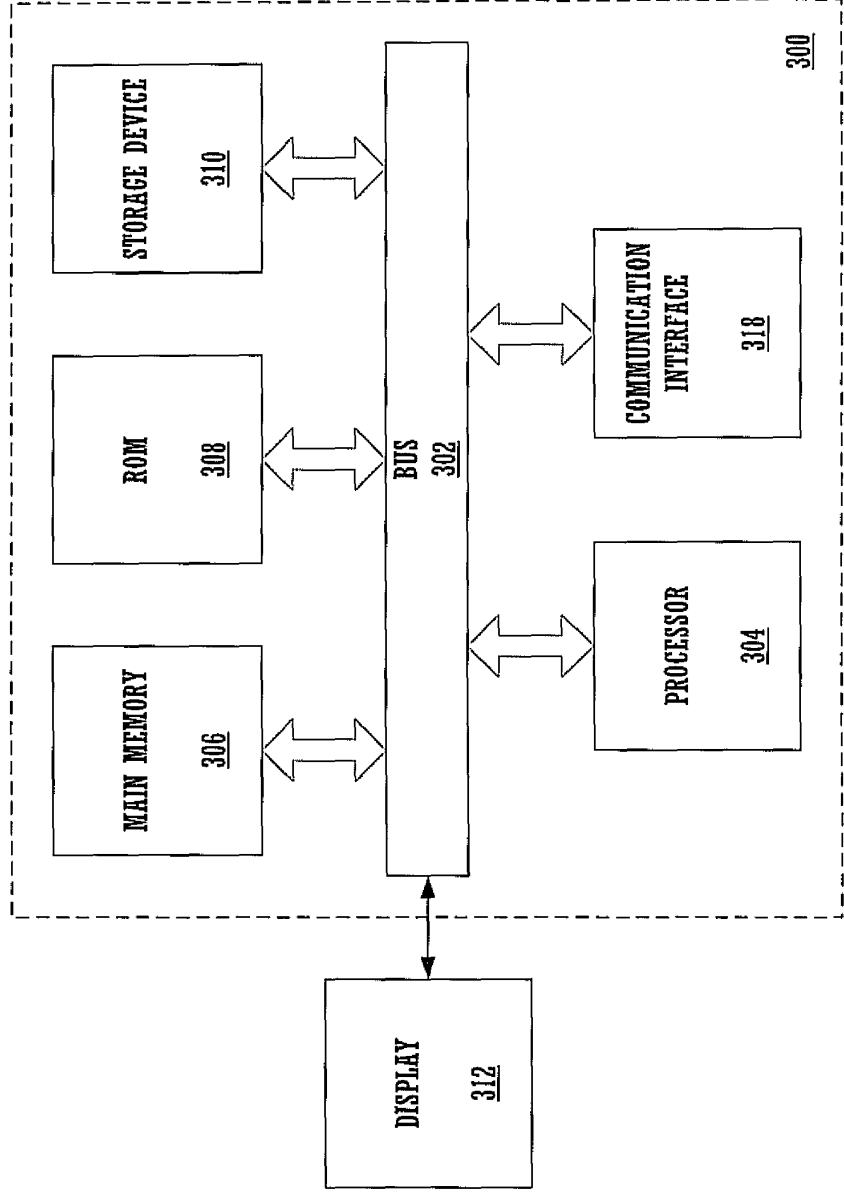 MAIN MEMORY
306
ROM
308
STORAGE DEVICE
310
DISPLAY
312
BUS
302
PROCESSOR
304
COMMUNICATION
INTERFACE
318
300